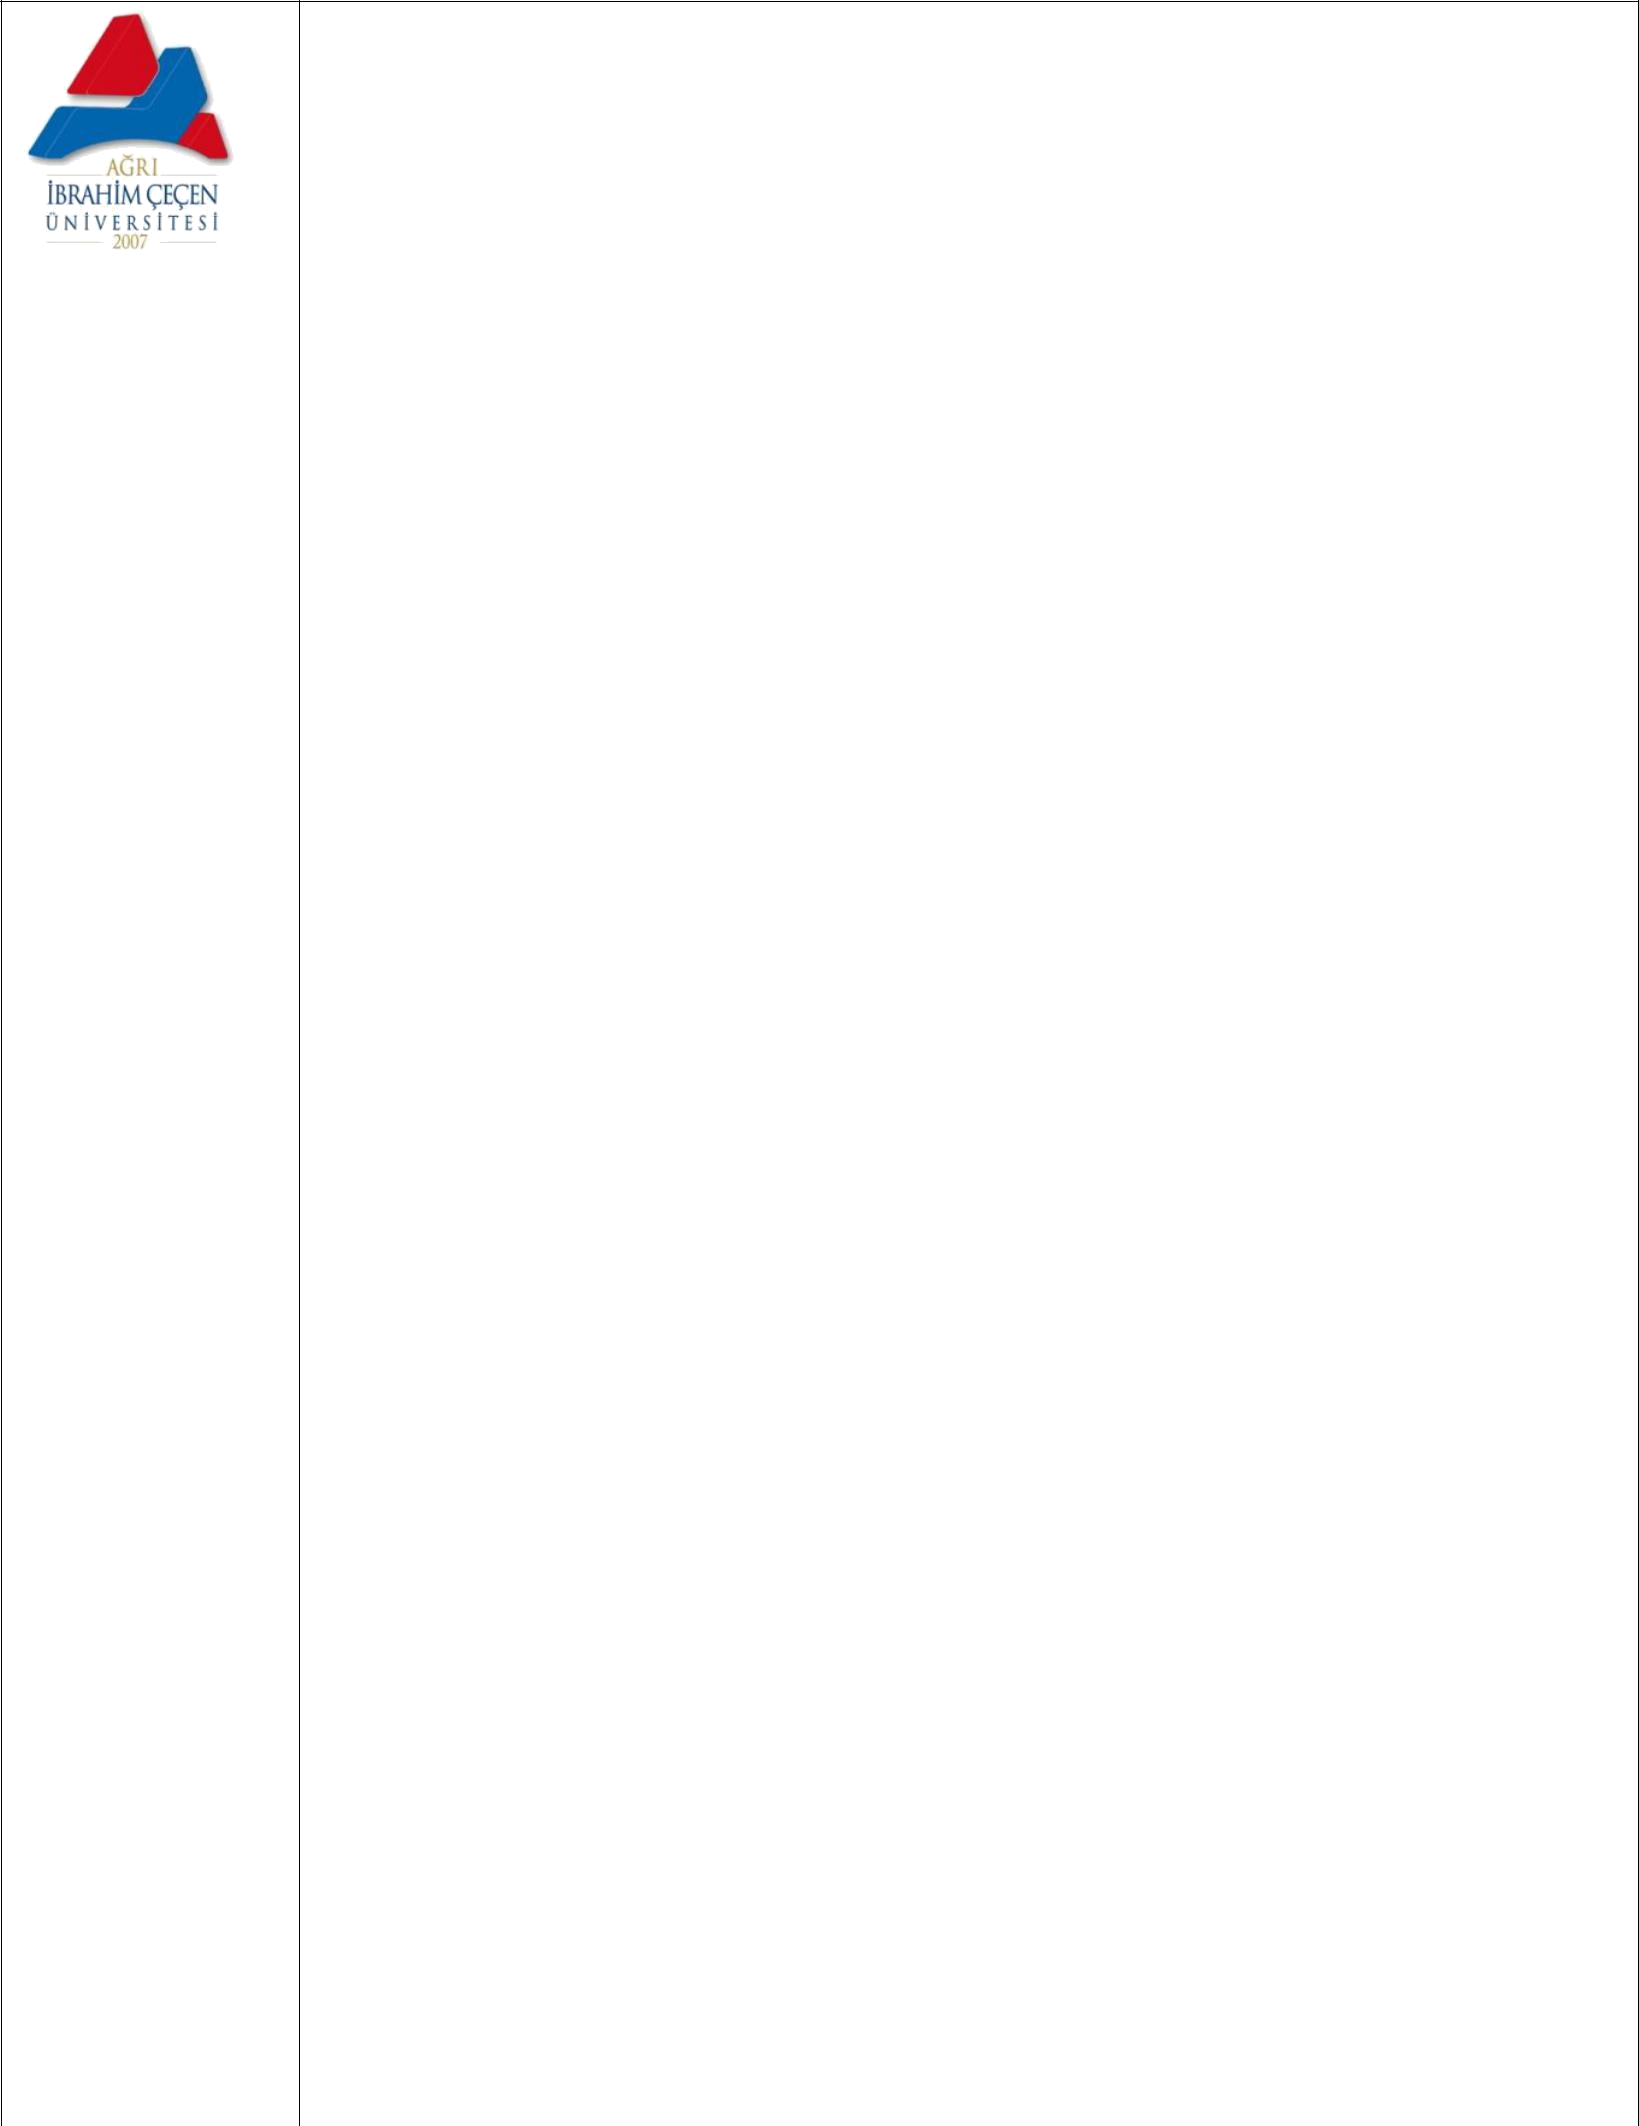 AĞRI
İBRAHİM ÇEÇEN
ÜNİVERSİTESİ
2007